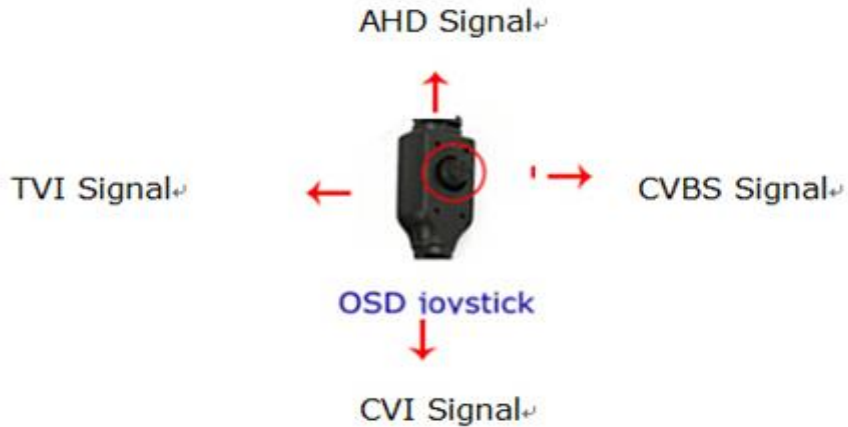 AHD Signal↵
TVI Signal↵
CVBS Signal↵
OSD joystick
CVI Signal↵